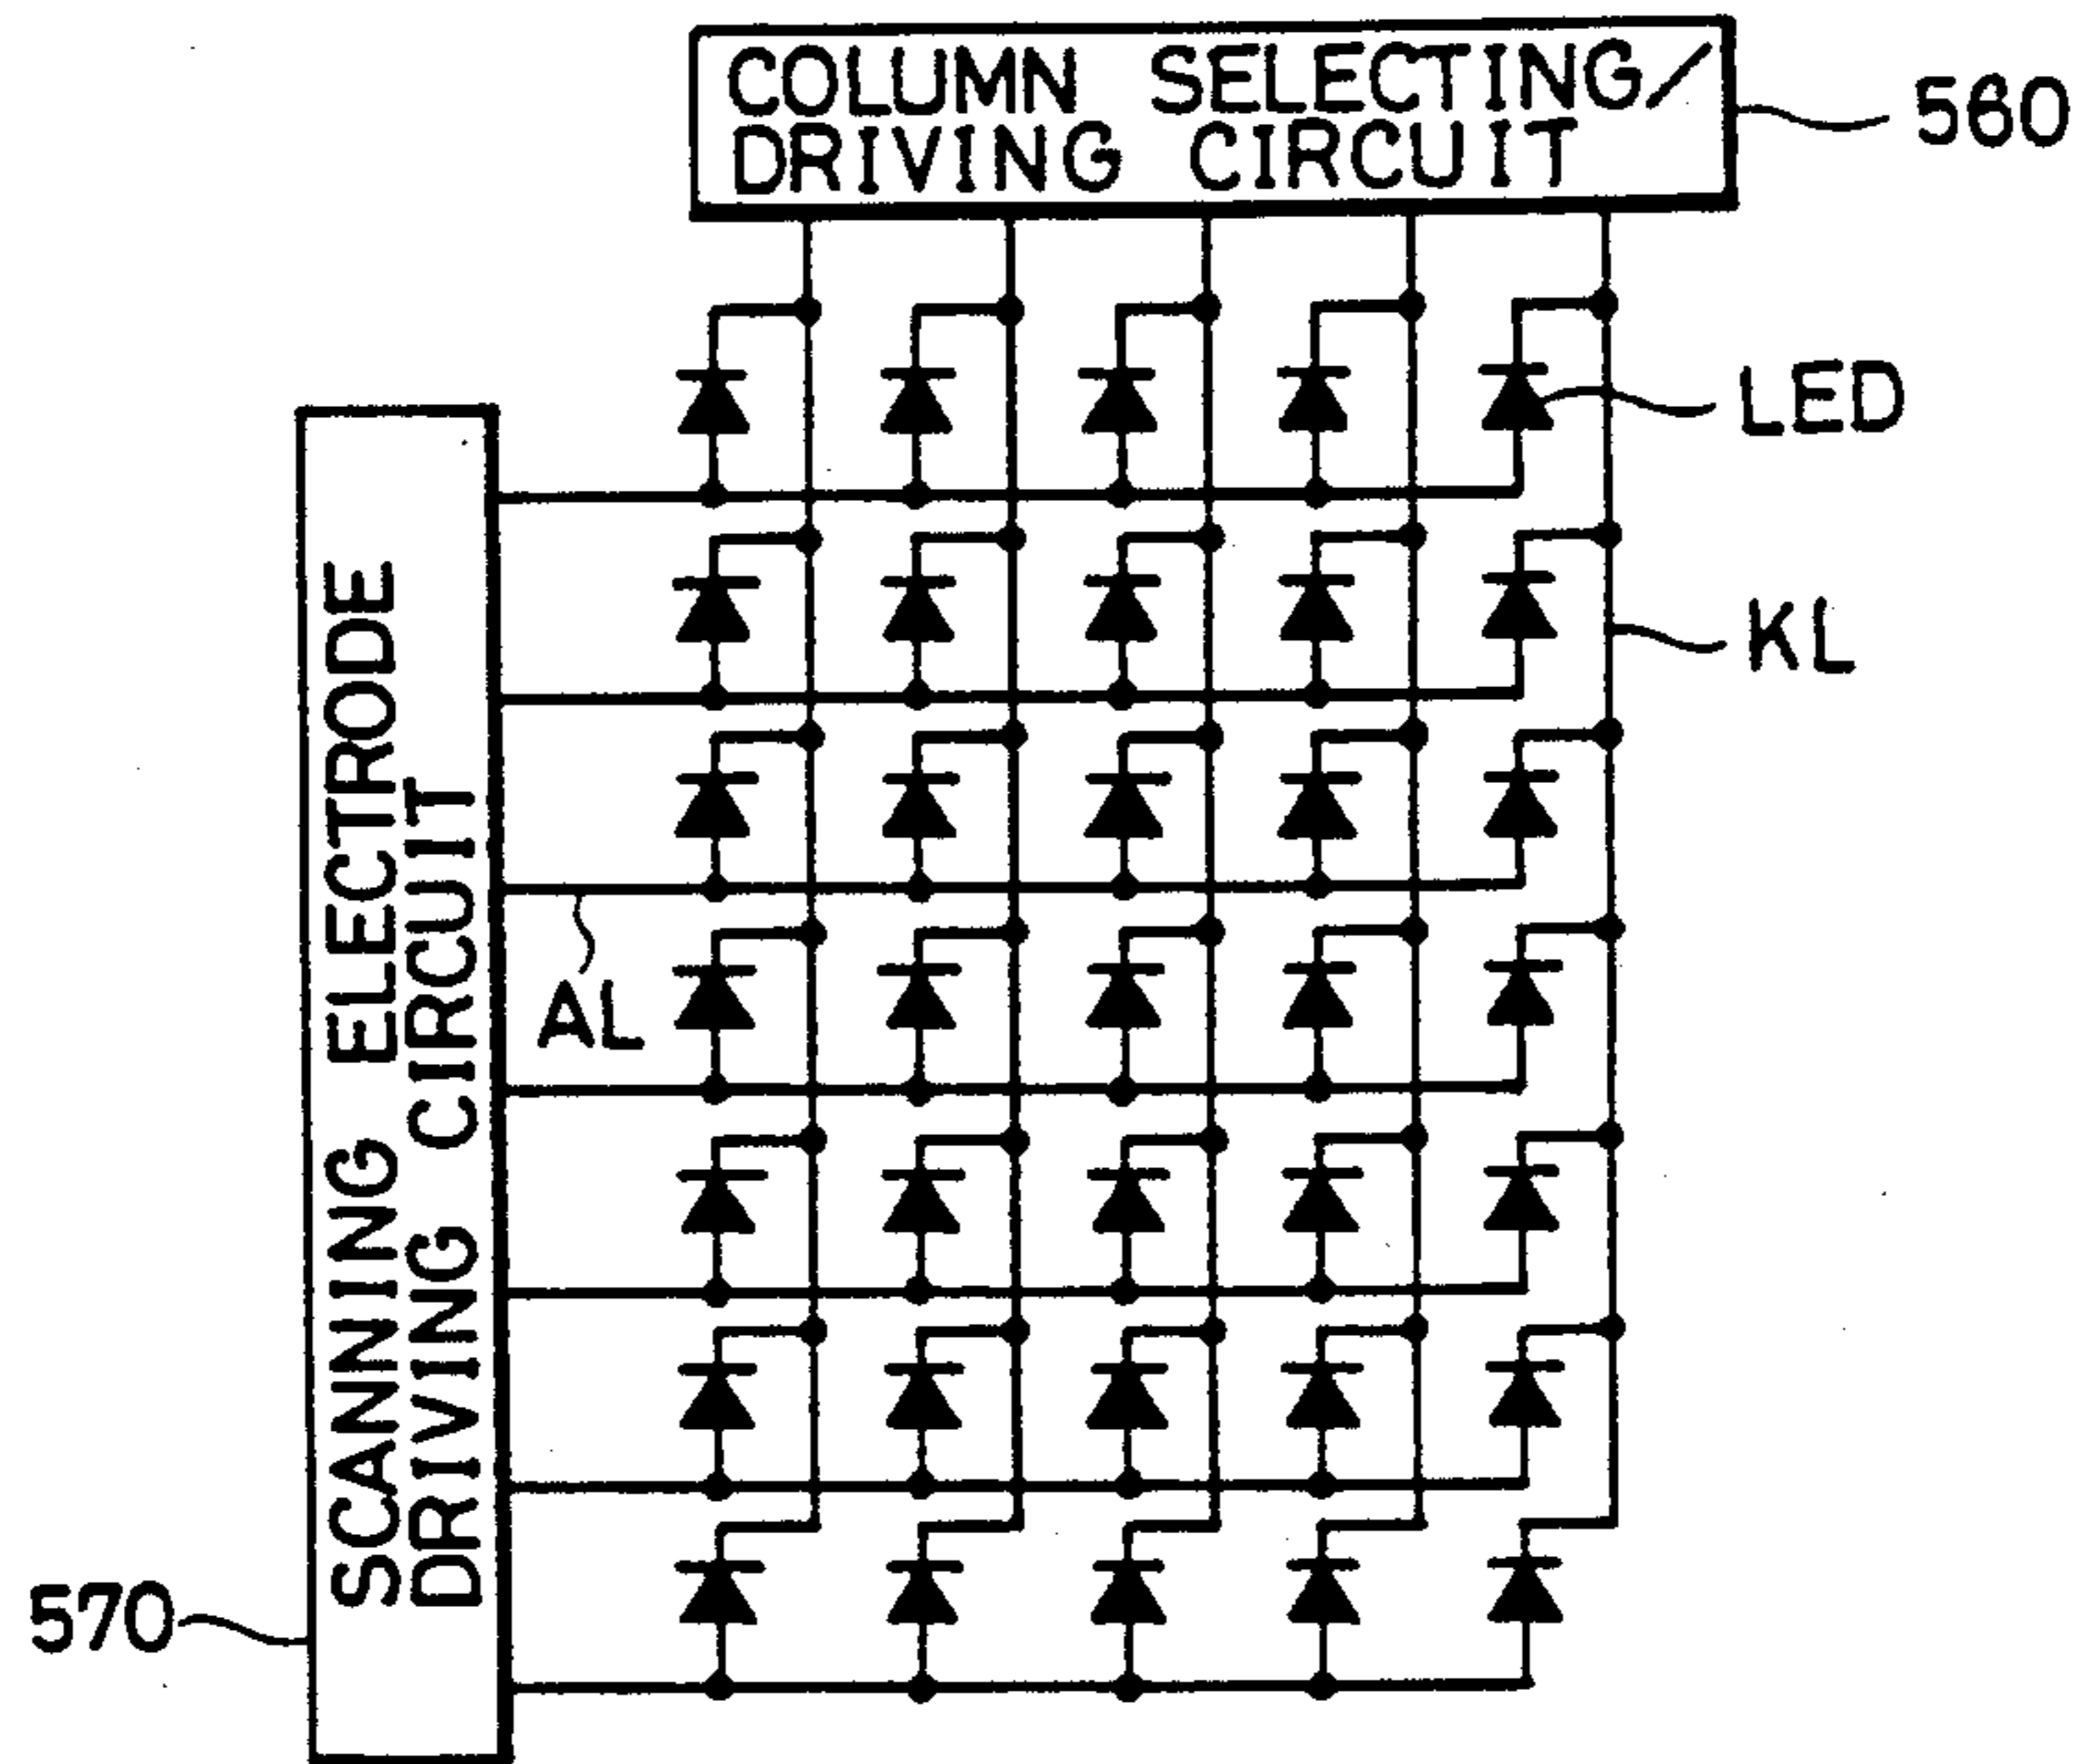 COLUMN SELECTING/
DRIVING CIRCUIT
560
LED
KL
AL
SCANNING ELECTRODE
DRIVING CIRCUIT
570